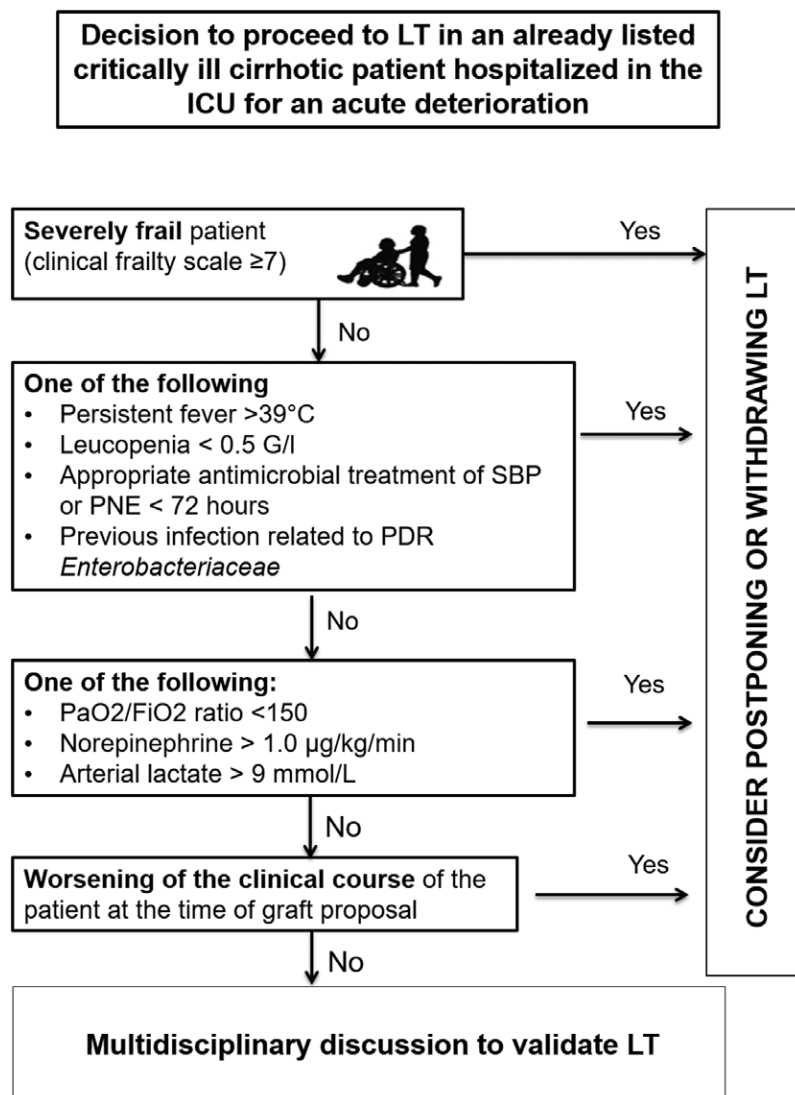 Decision to proceed to LT in an already listed
critically ill cirrhotic patient hospitalized in the
ICU for an acute deterioration
Severely frail patient
(clinical frailty scale ≥7)
Yes
No
One of the following
• Persistent fever >39°C
• Leucopenia < 0.5 G/l
• Appropriate antimicrobial treatment of SBP
or PNE < 72 hours
• Previous infection related to PDR
Enterobacteriaceae
Yes
No
One of the following:
• PaO2/FiO2 ratio <150
• Norepinephrine > 1.0 µg/kg/min
• Arterial lactate > 9 mmol/L
Yes
No
Worsening of the clinical course of the
patient at the time of graft proposal
Yes
No
CONSIDER POSTPONING OR WITHDRAWING LT
Multidisciplinary discussion to validate LT